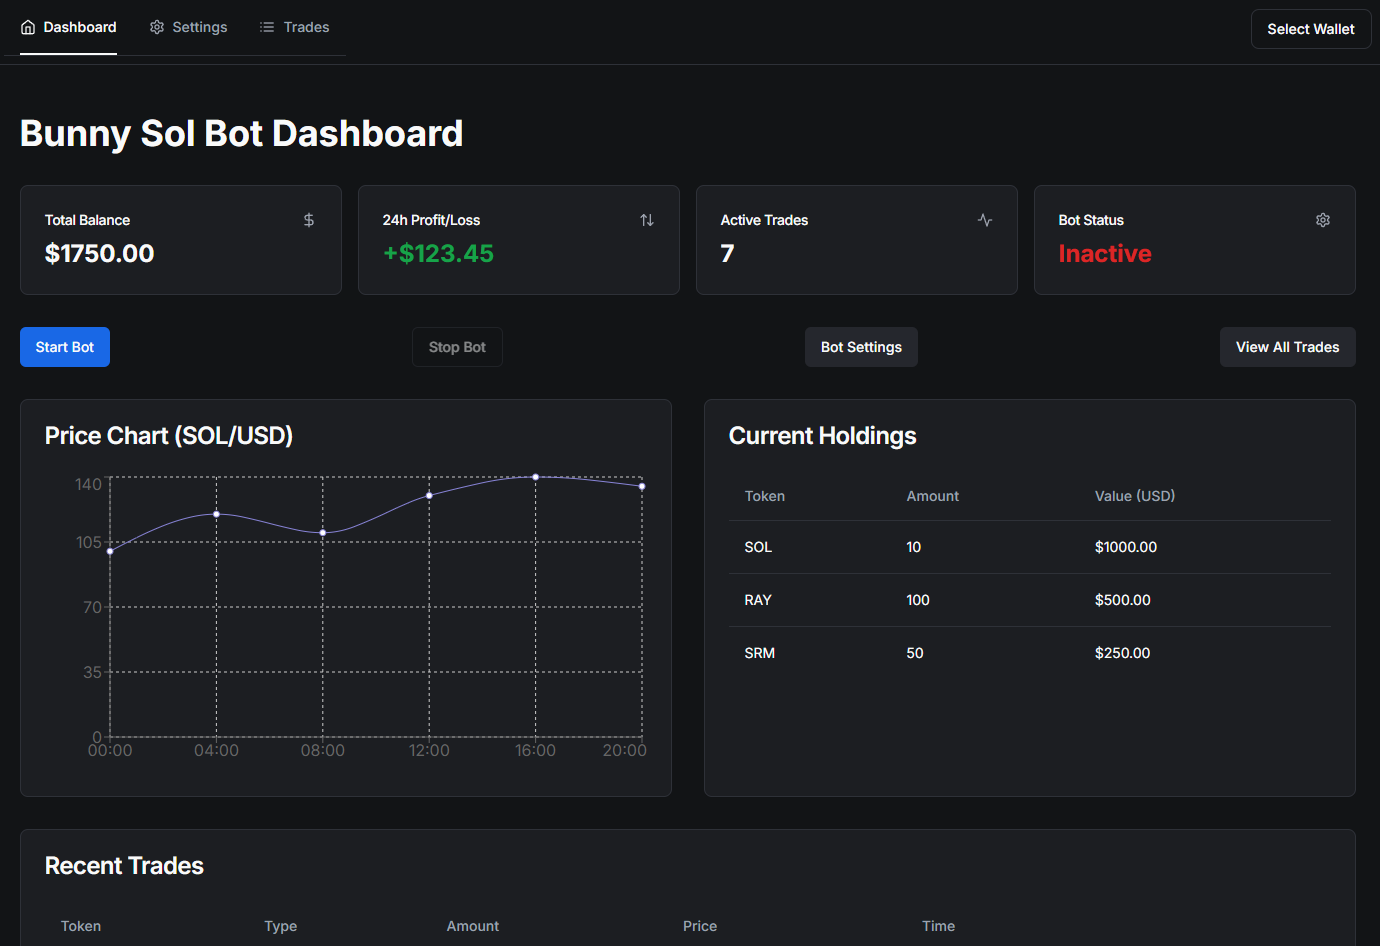 Dashboard Settings Trades Select Wallet
Bunny Sol Bot Dashboard
Total Balance
$1750.00
24h Profit/Loss
+$123.45
Active Trades
7
Bot Status
Inactive
Start Bot Stop Bot Bot Settings View All Trades
Price Chart (SOL/USD)
140
105
70
35
0
00:00 04:00 08:00 12:00 16:00 20:00
Current Holdings
Token Amount Value (USD)
SOL 10 $1000.00
RAY 100 $500.00
SRM 50 $250.00
Recent Trades
Token Type Amount Price Time